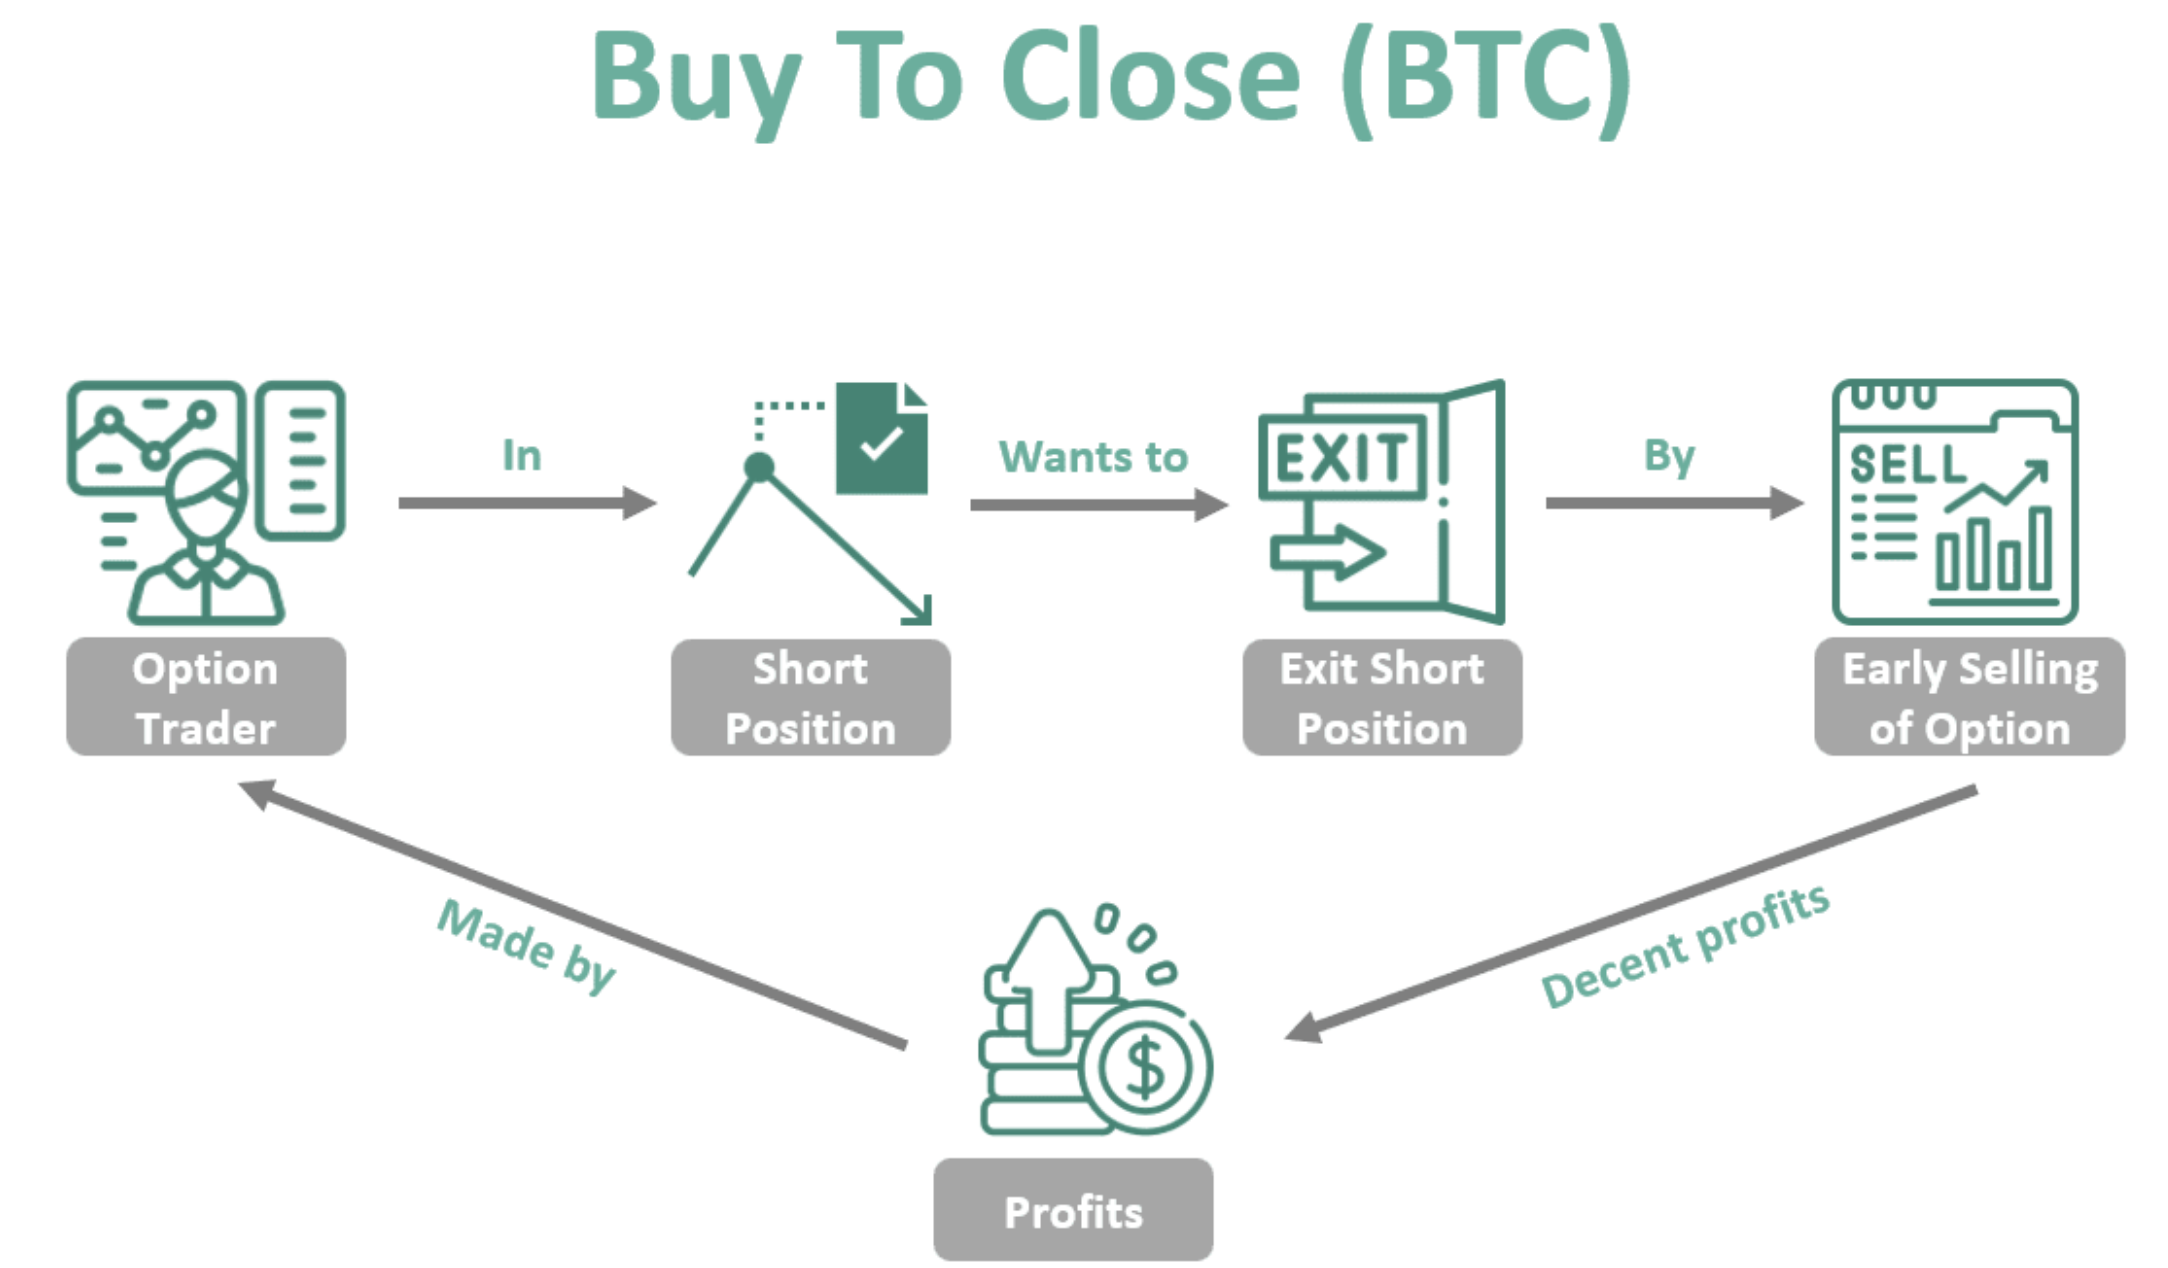 Buy To Close (BTC)
In
Wants to
By
EXIT
SELL
Option
Trader
Short
Position
Exit Short
Position
Early Selling
of Option
Made by
Decent profits
$
Profits